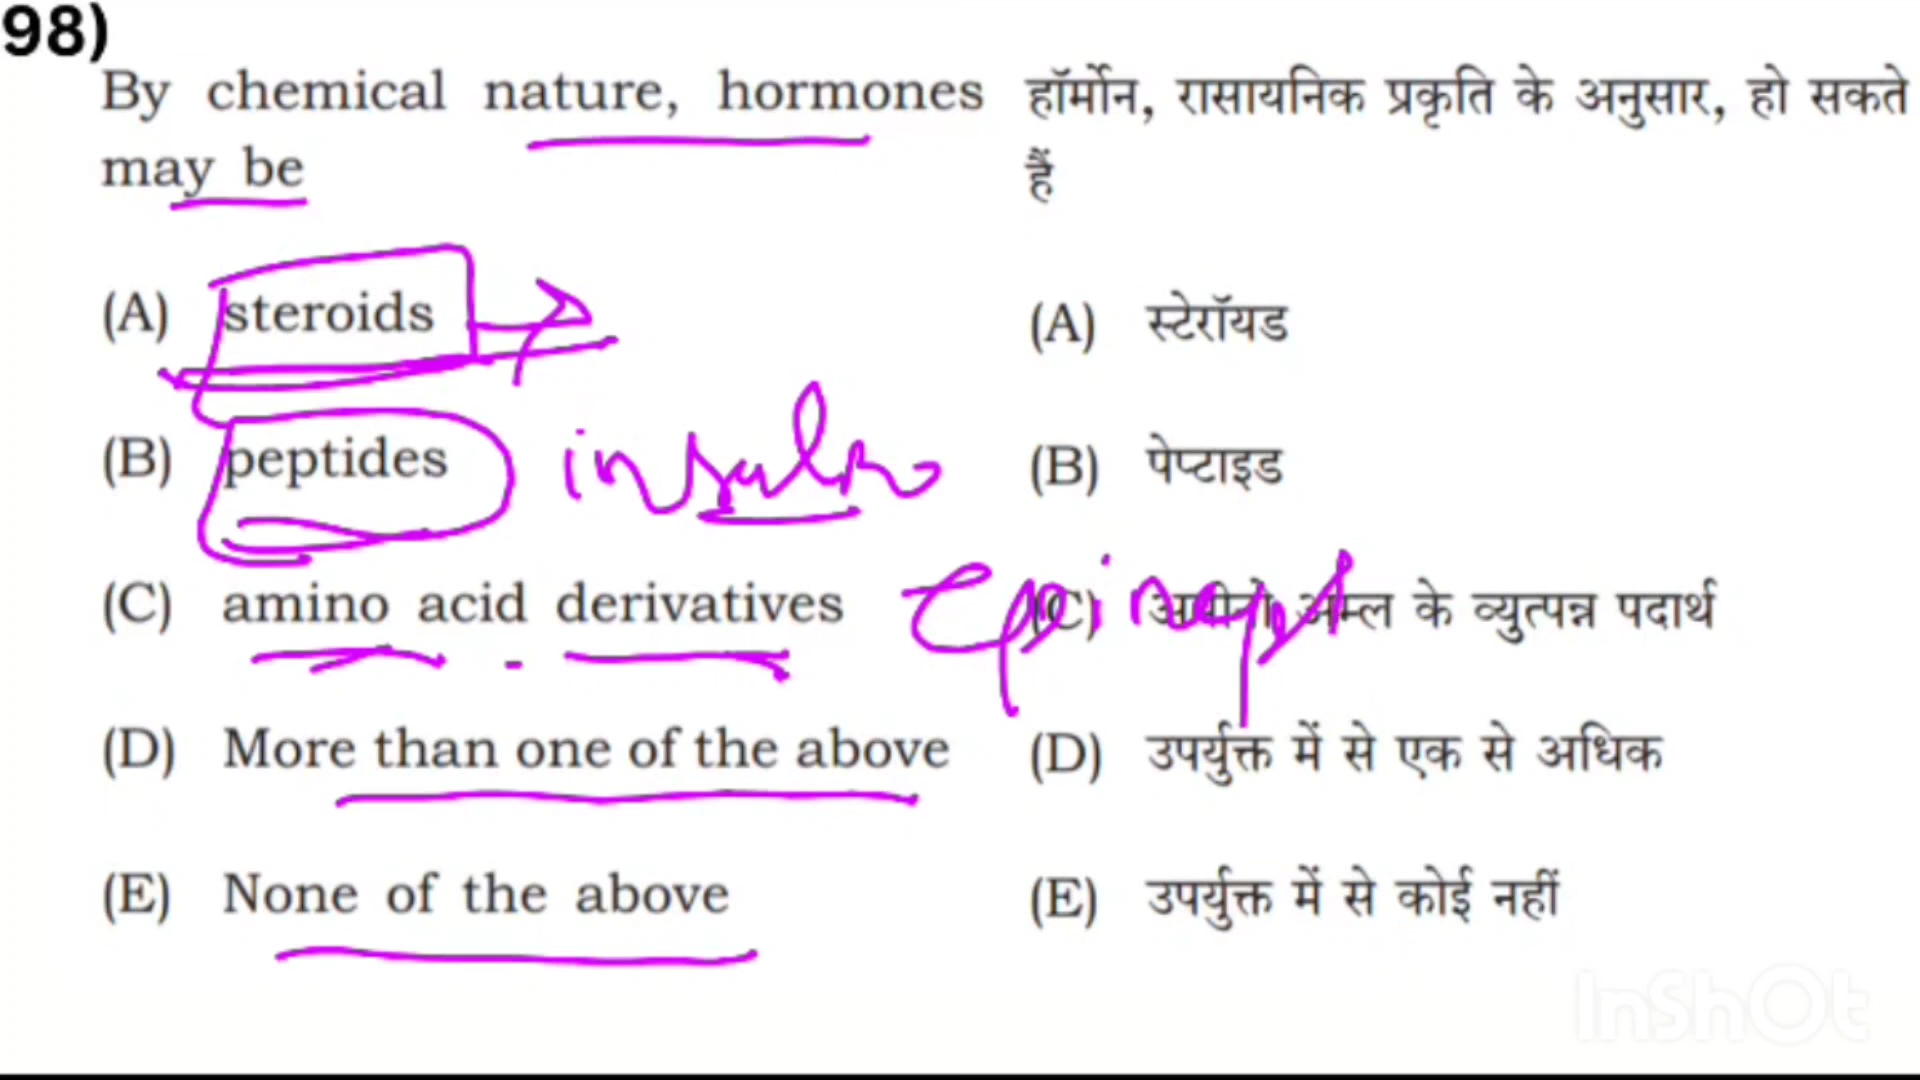 98)
By chemical nature, hormones
may be
(A) steroids
(B) peptides
(C) amino acid derivatives
(D) More than one of the above
(E) None of the above
हॉर्मोन, रासायनिक प्रकृति के अनुसार, हो सकते
हैं
(A) स्टेरॉयड
(B) पेप्टाइड
(C) अमीनो अम्ल के व्युत्पन्न पदार्थ
(D) उपर्युक्त में से एक से अधिक
(E) उपर्युक्त में से कोई नहीं
InShOt